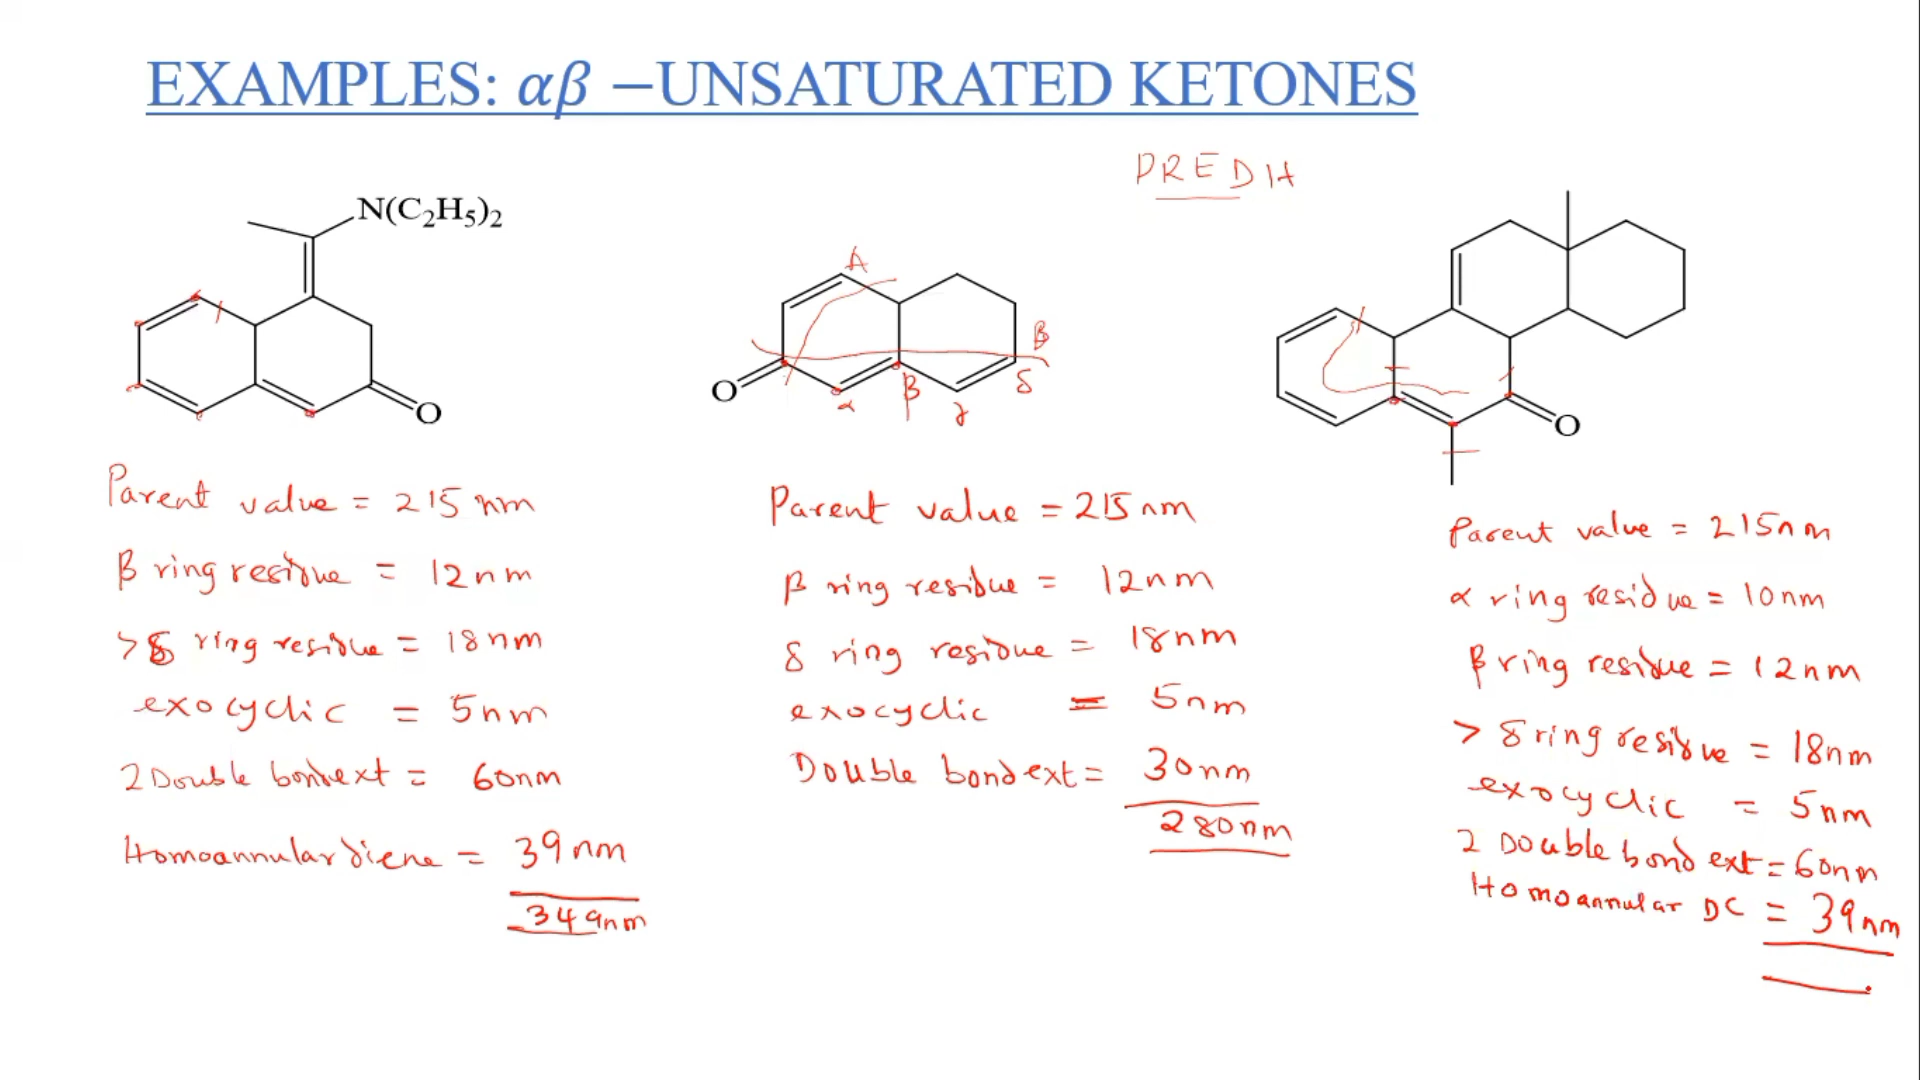 EXAMPLES: αβ −UNSATURATED KETONES
PREDH
N(C₂H₅)₂
O
A
B
O
α
β
γ
δ
O
Parent value = 215 nm
β ring residue = 12nm
>δ ring residue = 18nm
exocyclic = 5nm
2 Double bond ext = 60nm
Homoannular diene = 39nm
349nm
Parent value = 215nm
β ring residue = 12nm
δ ring residue = 18nm
exocyclic = 5nm
Double bond ext = 30nm
280nm
Parent value = 215nm
α ring residue = 10nm
β ring residue = 12nm
> δ ring residue = 18nm
exocyclic = 5nm
2 Double bond ext = 60nm
Homoannular DC = 39nm